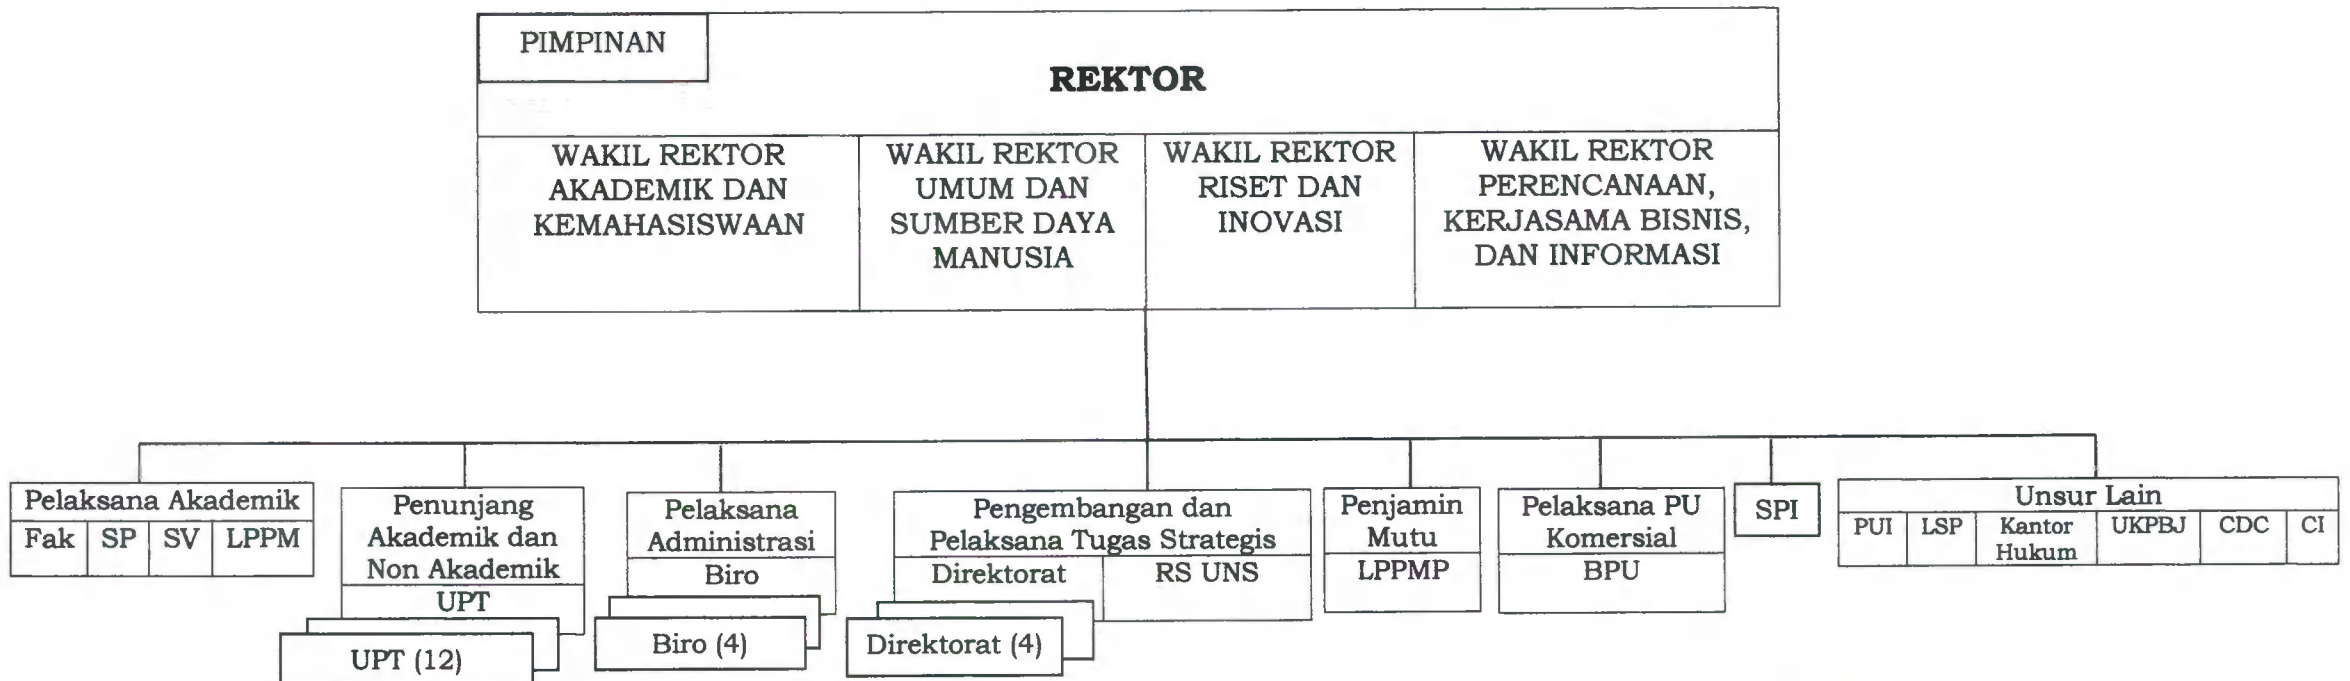 PIMPINAN
REKTOR
WAKIL REKTOR
AKADEMIK DAN
KEMAHASISWAAN
WAKIL REKTOR
UMUM DAN
SUMBER DAYA
MANUSIA
WAKIL REKTOR
RISET DAN
INOVASI
WAKIL REKTOR
PERENCANAAN,
KERJASAMA BISNIS,
DAN INFORMASI
Pelaksana Akademik
Fak SP SV LPPM
Penunjang
Akademik dan
Non Akademik
UPT
UPT (12)
Pelaksana
Administrasi
Biro
Biro (4)
Pengembangan dan
Pelaksana Tugas Strategis
Direktorat RS UNS
Direktorat (4)
Penjamin
Mutu
LPPMP
Pelaksana PU
Komersial
BPU
SPI
Unsur Lain
PUI LSP Kantor UKPBJ CDC CI
Hukum